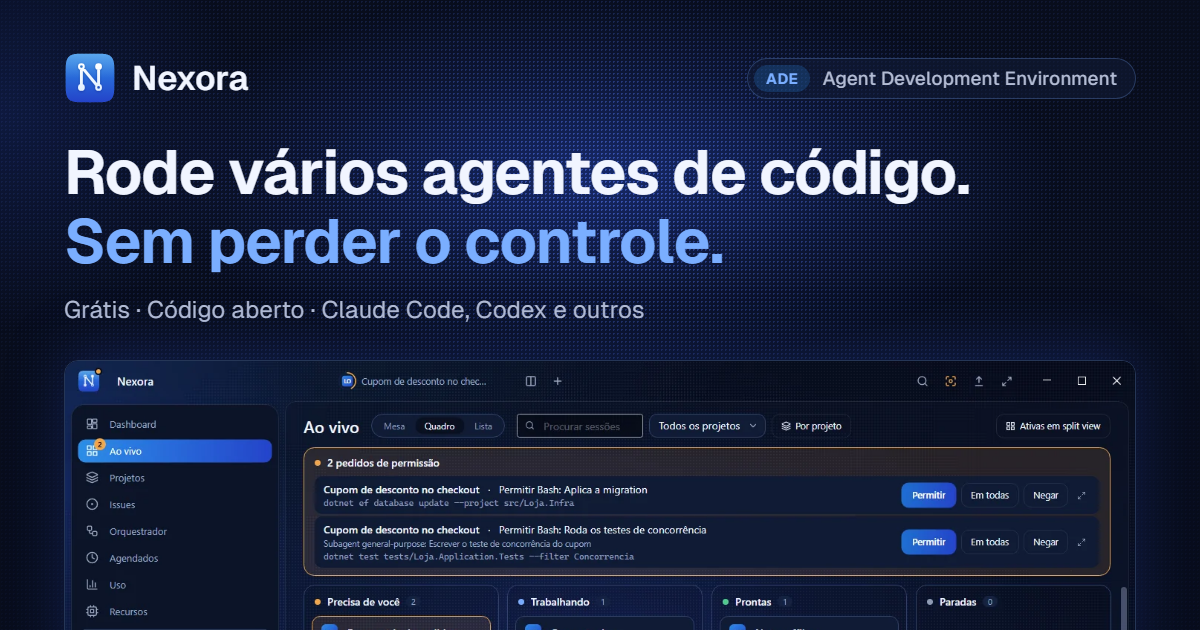 Nexora
ADE Agent Development Environment
Rode vários agentes de código.
Sem perder o controle.
Grátis · Código aberto · Claude Code, Codex e outros
Nexora
Cupom de desconto no chec...
Dashboard
2
Ao vivo
Projetos
Issues
Orquestrador
Agendados
Uso
Recursos
Ao vivo
Mesa Quadro Lista
Procurar sessões
Todos os projetos
Por projeto
Ativas em split view
2 pedidos de permissão
Cupom de desconto no checkout · Permitir Bash: Aplica a migration
dotnet ef database update --project src/Loja.Infra
Permitir Em todas Negar
Cupom de desconto no checkout · Permitir Bash: Roda os testes de concorrência
Subagent general-purpose: Escrever o teste de concorrência do cupom
dotnet test tests/Loja.Application.Tests --filter Concorrencia
Permitir Em todas Negar
Precisa de você 2
Trabalhando 1
Prontas 1
Paradas 0